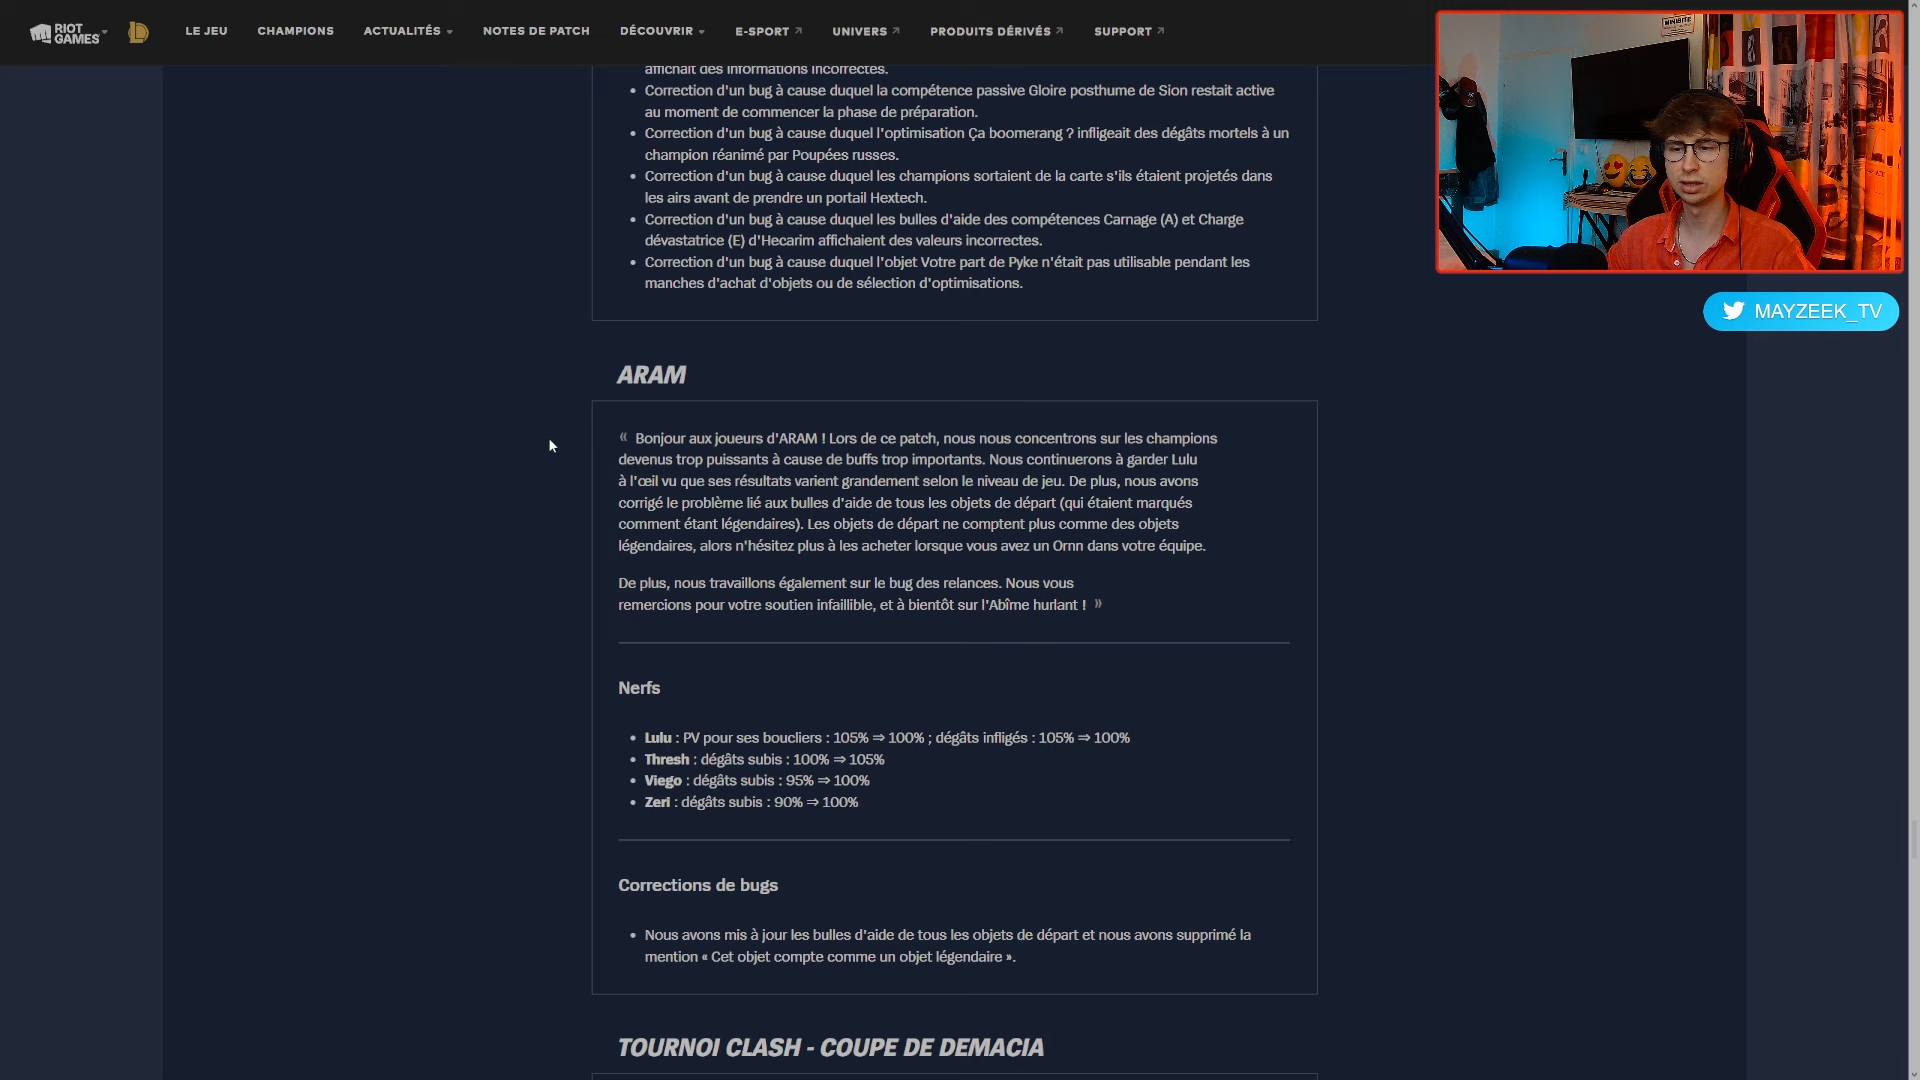 RIOT GAMES
LE JEU
CHAMPIONS
ACTUALITÉS
NOTES DE PATCH
DÉCOUVRIR
E-SPORT
UNIVERS
PRODUITS DÉRIVÉS
SUPPORT
affichait des informations incorrectes.
• Correction d'un bug à cause duquel la compétence passive Gloire posthume de Sion restait active
au moment de commencer la phase de préparation.
• Correction d'un bug à cause duquel l'optimisation Ça boomerang ? infligeait des dégâts mortels à un
champion réanimé par Poupées russes.
• Correction d'un bug à cause duquel les champions sortaient de la carte s'ils étaient projetés dans
les airs avant de prendre un portail Hextech.
• Correction d'un bug à cause duquel les bulles d'aide des compétences Carnage (A) et Charge
dévastatrice (E) d'Hecarim affichaient des valeurs incorrectes.
• Correction d'un bug à cause duquel l'objet Votre part de Pyke n'était pas utilisable pendant les
manches d'achat d'objets ou de sélection d'optimisations.
MAYZEEK_TV
ARAM
« Bonjour aux joueurs d'ARAM ! Lors de ce patch, nous nous concentrons sur les champions
devenus trop puissants à cause de buffs trop importants. Nous continuerons à garder Lulu
à l'œil vu que ses résultats varient grandement selon le niveau de jeu. De plus, nous avons
corrigé le problème lié aux bulles d'aide de tous les objets de départ (qui étaient marqués
comment étant légendaires). Les objets de départ ne comptent plus comme des objets
légendaires, alors n'hésitez plus à les acheter lorsque vous avez un Ornn dans votre équipe.
De plus, nous travaillons également sur le bug des relances. Nous vous
remercions pour votre soutien infaillible, et à bientôt sur l'Abîme hurlant ! »
Nerfs
• Lulu : PV pour ses boucliers : 105% ⇒ 100% ; dégâts infligés : 105% ⇒ 100%
• Thresh : dégâts subis : 100% ⇒ 105%
• Viego : dégâts subis : 95% ⇒ 100%
• Zeri : dégâts subis : 90% ⇒ 100%
Corrections de bugs
• Nous avons mis à jour les bulles d'aide de tous les objets de départ et nous avons supprimé la
mention « Cet objet compte comme un objet légendaire ».
TOURNOI CLASH - COUPE DE DEMACIA